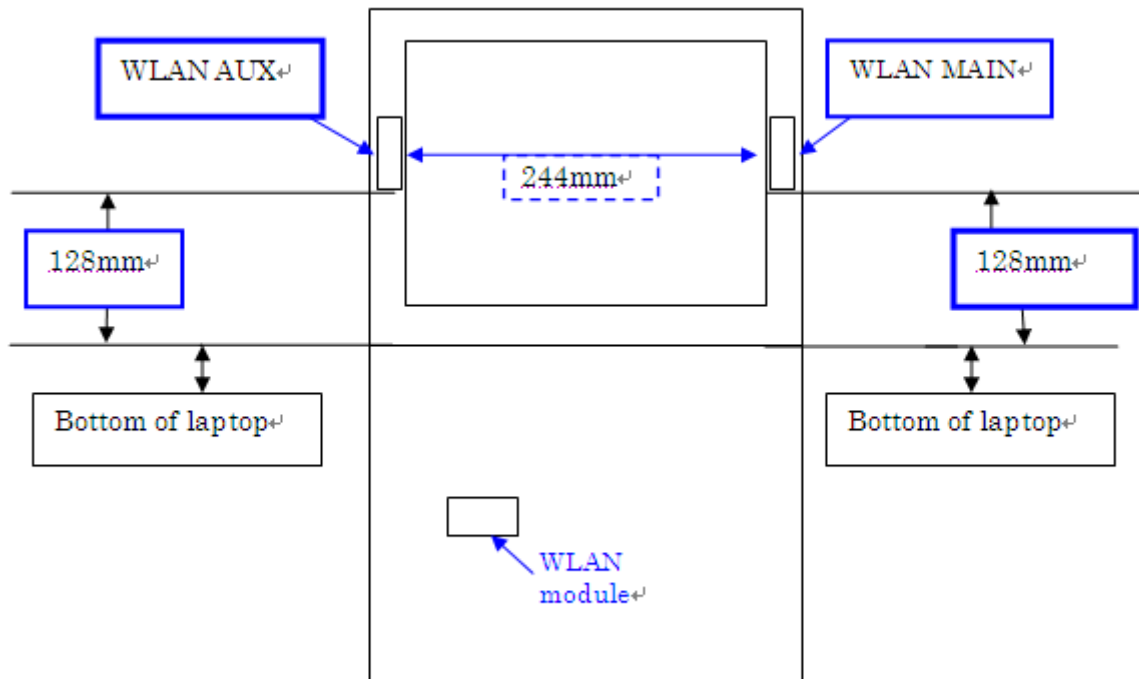 WLAN AUX↵
WLAN MAIN↵
244mm↵
128mm↵
128mm↵
Bottom of laptop↵
Bottom of laptop↵
WLAN
module↵